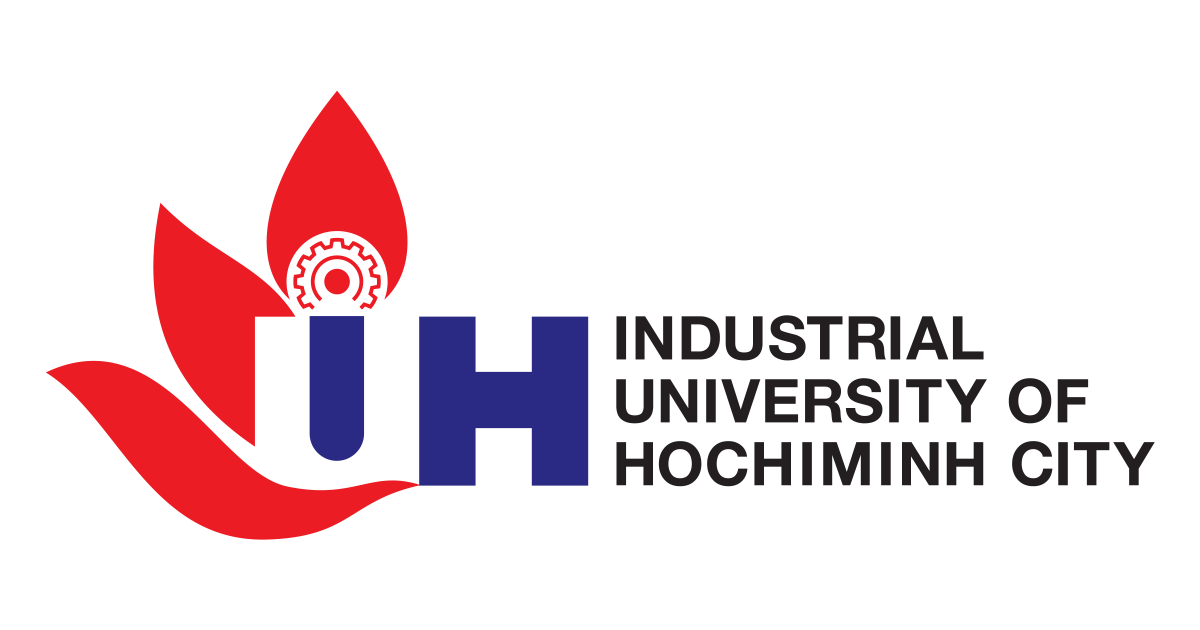 IUH
INDUSTRIAL
UNIVERSITY OF
HOCHIMINH CITY